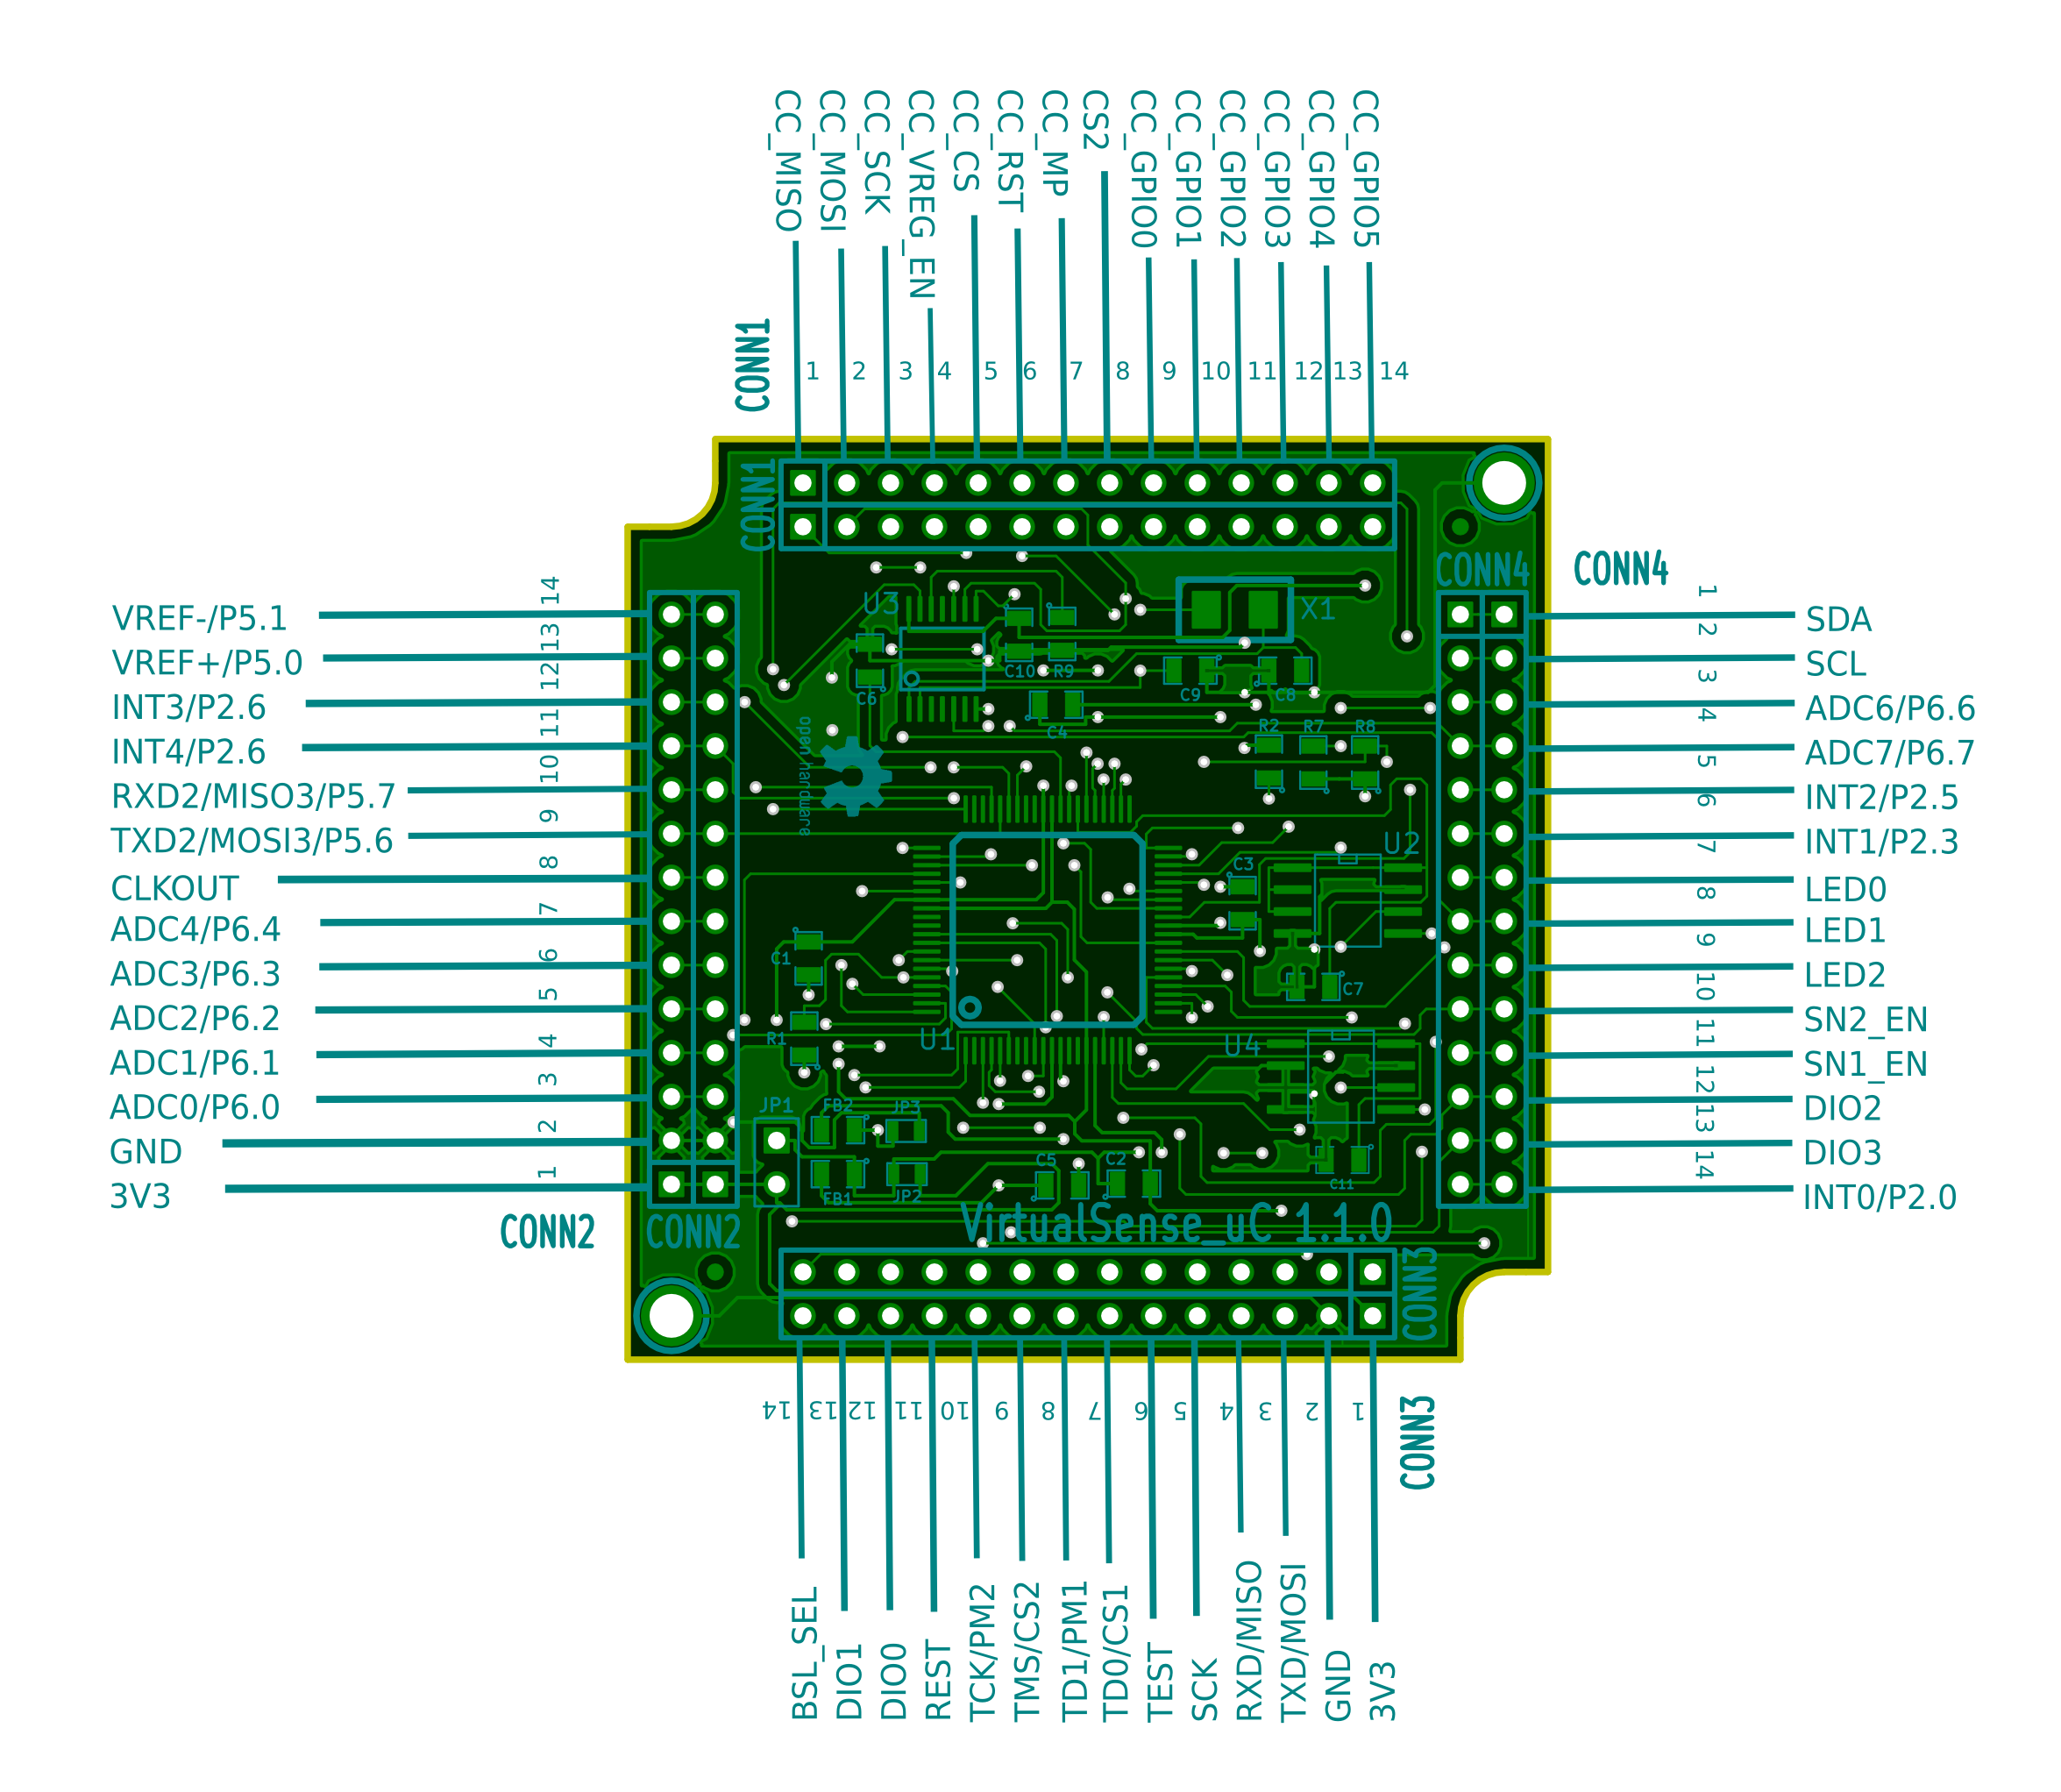 CC_MISO
CC_MOSI
CC_SCK
CC_VREG_EN
CC_CS
CC_RST
CC_MP
CS2
CC_GPIO0
CC_GPIO1
CC_GPIO2
CC_GPIO3
CC_GPIO4
CC_GPIO5
CONN1
1 2 3 4 5 6 7 8 9 10 11 12 13 14
CONN1
CONN4
CONN4
VREF-/P5.1
VREF+/P5.0
INT3/P2.6
INT4/P2.6
RXD2/MISO3/P5.7
TXD2/MOSI3/P5.6
CLKOUT
ADC4/P6.4
ADC3/P6.3
ADC2/P6.2
ADC1/P6.1
ADC0/P6.0
GND
3V3
14 13 12 11 10 9 8 7 6 5 4 3 2 1
CONN2
CONN2
U3
X1
C10
R9
C6
C9
C8
C4
R2
R7
R8
open hardware
U2
C3
C1
C7
R1
U1
U4
JP1
FB2
JP3
FB1
JP2
C5
C2
C11
VirtualSense_uC 1.1.0
1 2 3 4 5 6 7 8 9 10 11 12 13 14
SDA
SCL
ADC6/P6.6
ADC7/P6.7
INT2/P2.5
INT1/P2.3
LED0
LED1
LED2
SN2_EN
SN1_EN
DIO2
DIO3
INT0/P2.0
CONN3
CONN3
14 13 12 11 10 9 8 7 6 5 4 3 2 1
BSL_SEL
DIO1
DIO0
REST
TCK/PM2
TMS/CS2
TD1/PM1
TD0/CS1
TEST
SCK
RXD/MISO
TXD/MOSI
GND
3V3